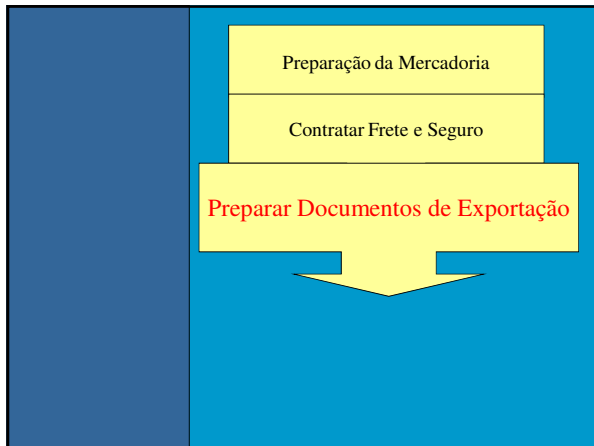 Preparação da Mercadoria
Contratar Frete e Seguro
Preparar Documentos de Exportação